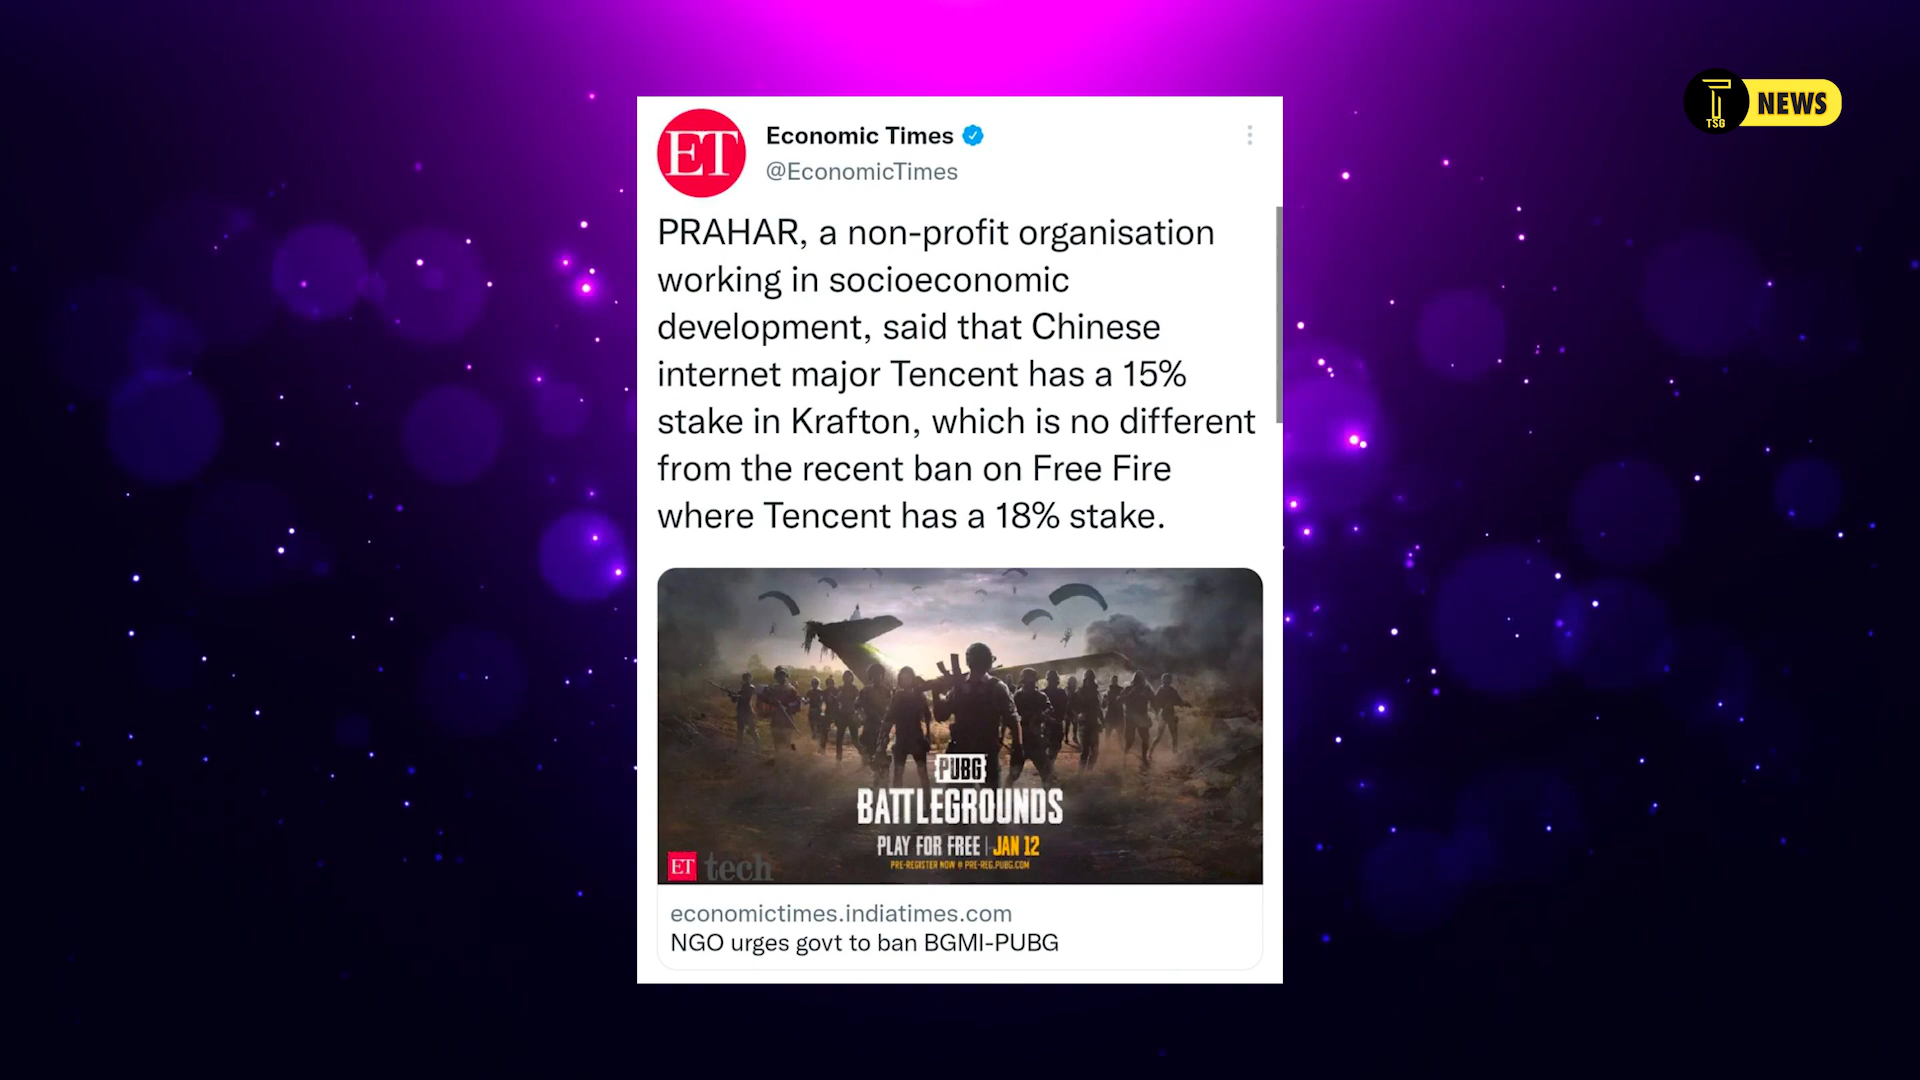 TSG
NEWS
ET
Economic Times
@EconomicTimes
PRAHAR, a non-profit organisation
working in socioeconomic
development, said that Chinese
internet major Tencent has a 15%
stake in Krafton, which is no different
from the recent ban on Free Fire
where Tencent has a 18% stake.
PUBG
BATTLEGROUNDS
PLAY FOR FREE | JAN 12
PRE-REGISTER NOW @ PRE-REG.PUBG.COM
ET tech
economictimes.indiatimes.com
NGO urges govt to ban BGMI-PUBG